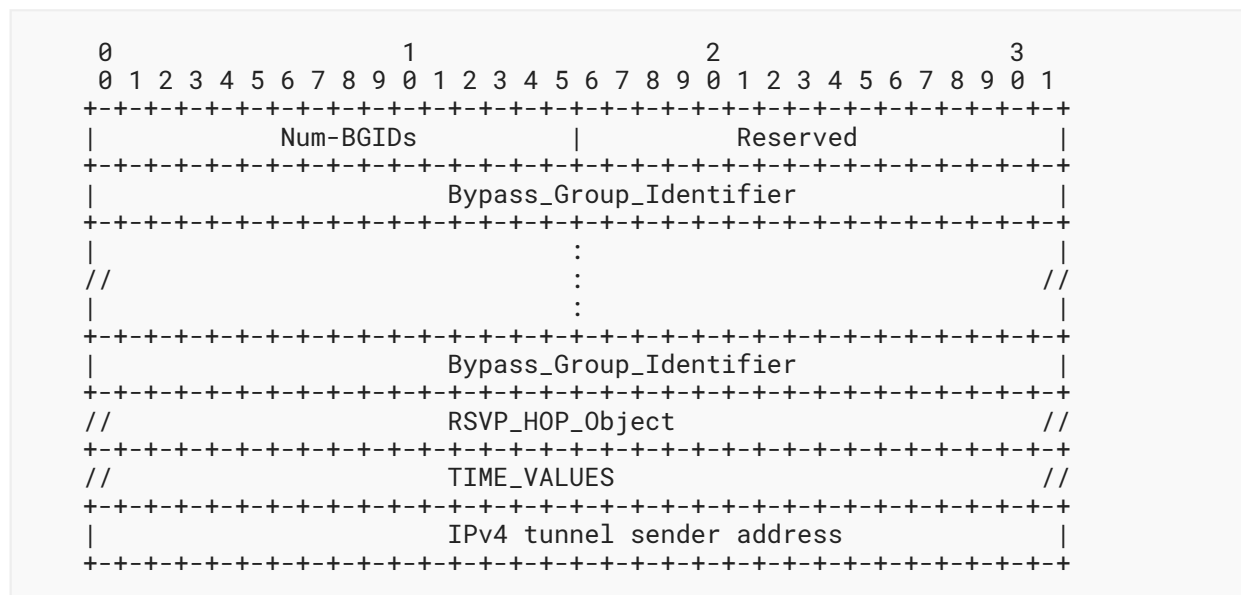 0                   1                   2                   3
 0 1 2 3 4 5 6 7 8 9 0 1 2 3 4 5 6 7 8 9 0 1 2 3 4 5 6 7 8 9 0 1
+-+-+-+-+-+-+-+-+-+-+-+-+-+-+-+-+-+-+-+-+-+-+-+-+-+-+-+-+-+-+-+-+
|            Num-BGIDs          |          Reserved             |
+-+-+-+-+-+-+-+-+-+-+-+-+-+-+-+-+-+-+-+-+-+-+-+-+-+-+-+-+-+-+-+-+
|                       Bypass_Group_Identifier                 |
+-+-+-+-+-+-+-+-+-+-+-+-+-+-+-+-+-+-+-+-+-+-+-+-+-+-+-+-+-+-+-+-+
|                               :                               |
//                              :                              //
|                               :                               |
+-+-+-+-+-+-+-+-+-+-+-+-+-+-+-+-+-+-+-+-+-+-+-+-+-+-+-+-+-+-+-+-+
|                       Bypass_Group_Identifier                 |
+-+-+-+-+-+-+-+-+-+-+-+-+-+-+-+-+-+-+-+-+-+-+-+-+-+-+-+-+-+-+-+-+
//                      RSVP_HOP_Object                        //
+-+-+-+-+-+-+-+-+-+-+-+-+-+-+-+-+-+-+-+-+-+-+-+-+-+-+-+-+-+-+-+-+
//                      TIME_VALUES                            //
+-+-+-+-+-+-+-+-+-+-+-+-+-+-+-+-+-+-+-+-+-+-+-+-+-+-+-+-+-+-+-+-+
|                       IPv4 tunnel sender address              |
+-+-+-+-+-+-+-+-+-+-+-+-+-+-+-+-+-+-+-+-+-+-+-+-+-+-+-+-+-+-+-+-+